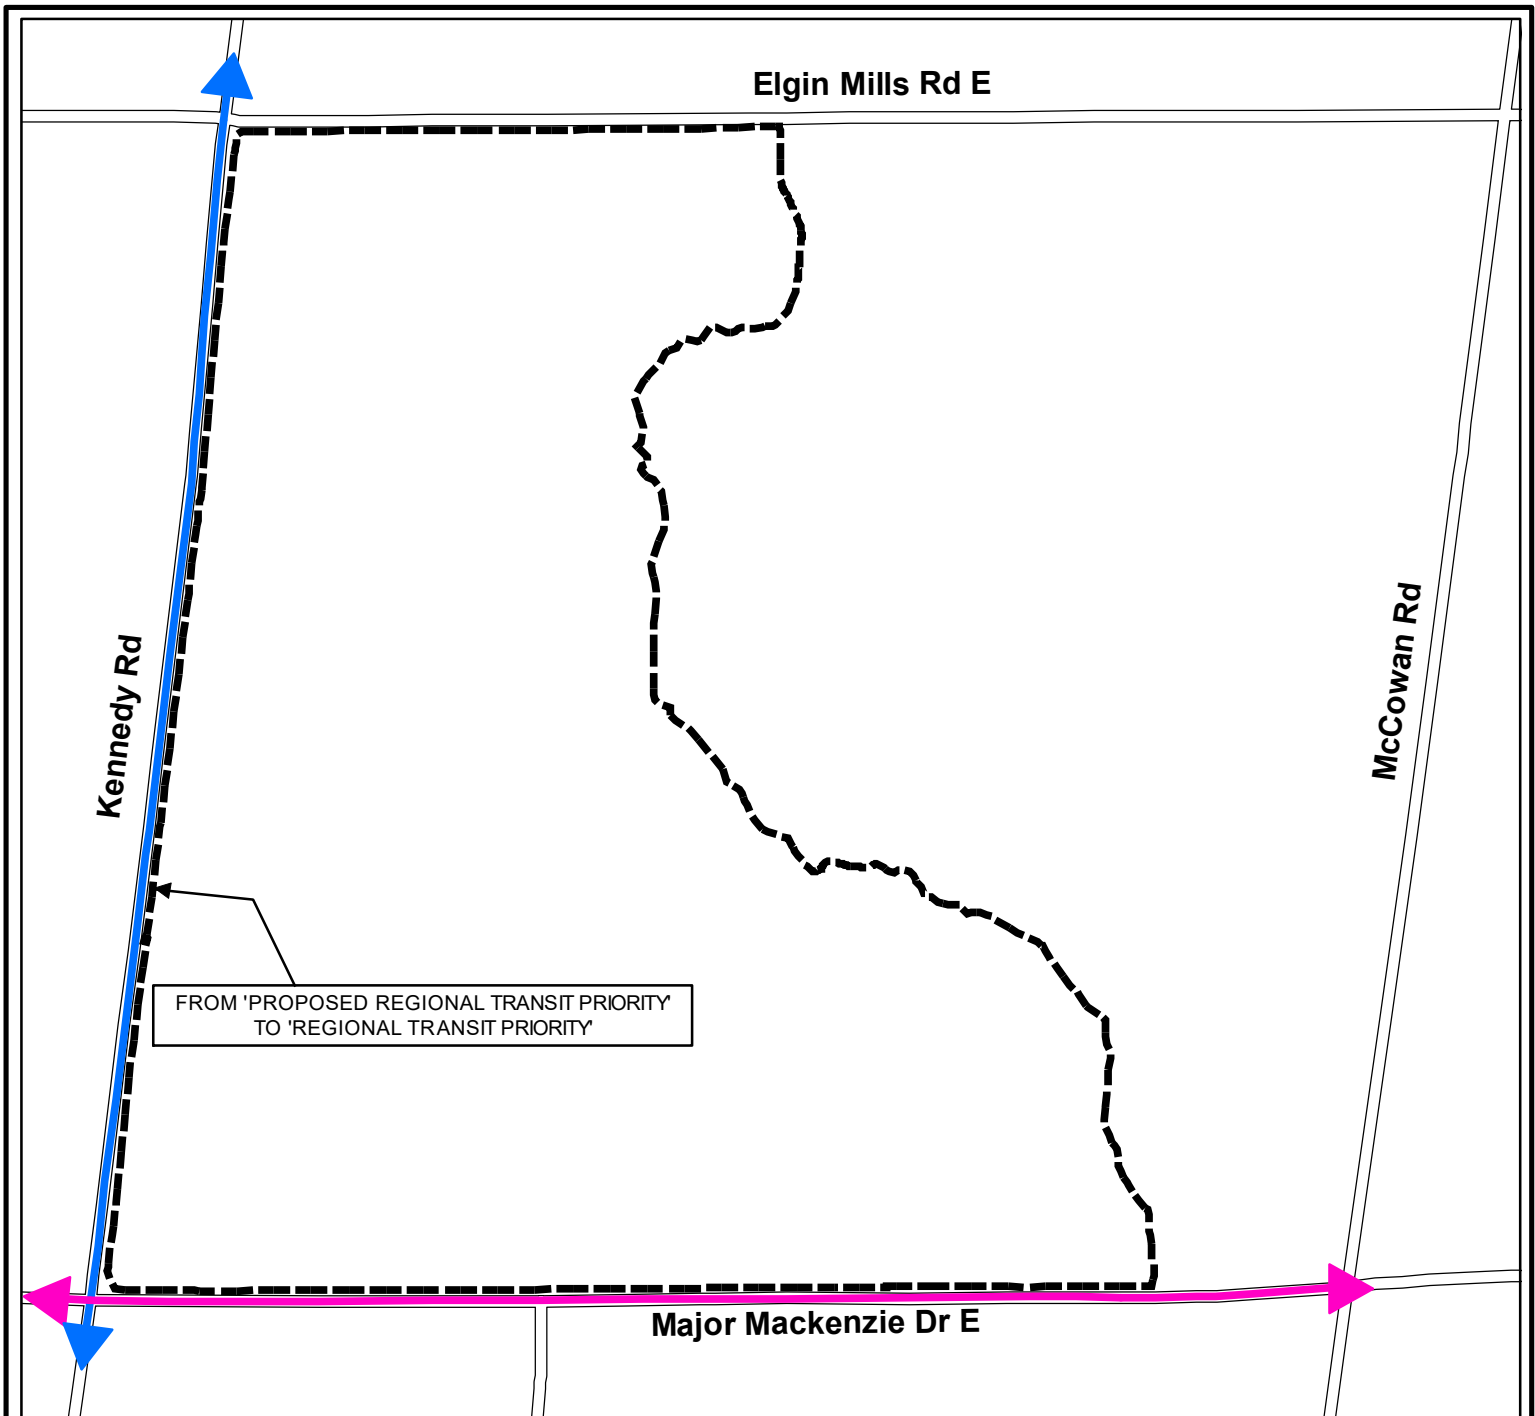 Elgin Mills Rd E
Kennedy Rd
McCowan Rd
FROM 'PROPOSED REGIONAL TRANSIT PRIORITY'
TO 'REGIONAL TRANSIT PRIORITY'
Major Mackenzie Dr E